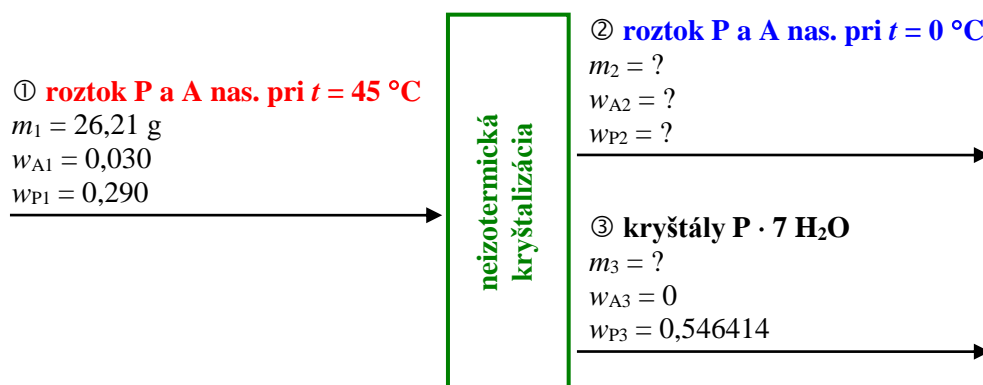 ① roztok P a A nas. pri t = 45 °C
m1 = 26,21 g
wA1 = 0,030
wP1 = 0,290
neizotermická
kryštalizácia
② roztok P a A nas. pri t = 0 °C
m2 = ?
wA2 = ?
wP2 = ?
③ kryštály P · 7 H2O
m3 = ?
wA3 = 0
wP3 = 0,546414